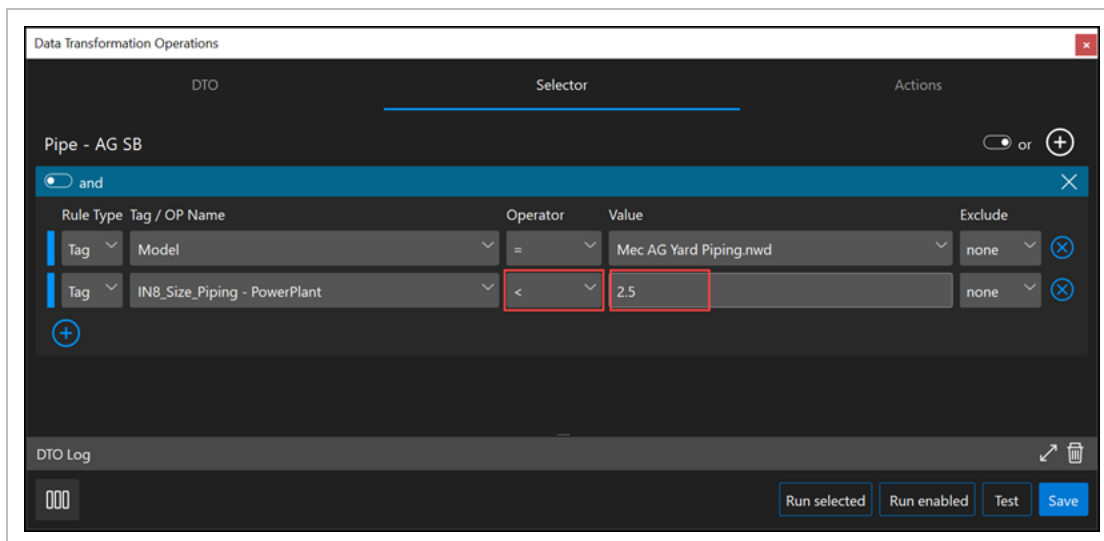 Data Transformation Operations
DTO Selector Actions
Pipe - AG SB or
and
Rule Type Tag / OP Name Operator Value Exclude
Tag Model = Mec AG Yard Piping.nwd none
Tag IN8_Size_Piping - PowerPlant < 2.5 none
DTO Log
Run selected Run enabled Test Save